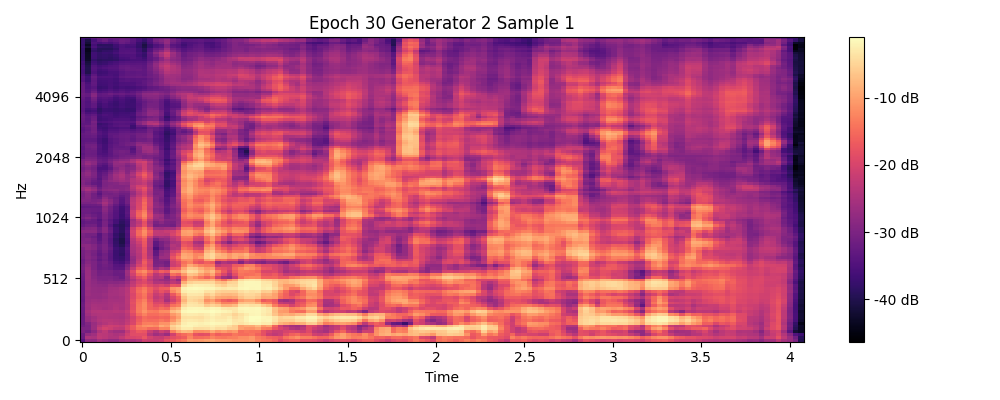 Epoch 30 Generator 2 Sample 1
Hz
4096
2048
1024
512
0
0 0.5 1 1.5 2 2.5 3 3.5 4
Time
-10 dB
-20 dB
-30 dB
-40 dB